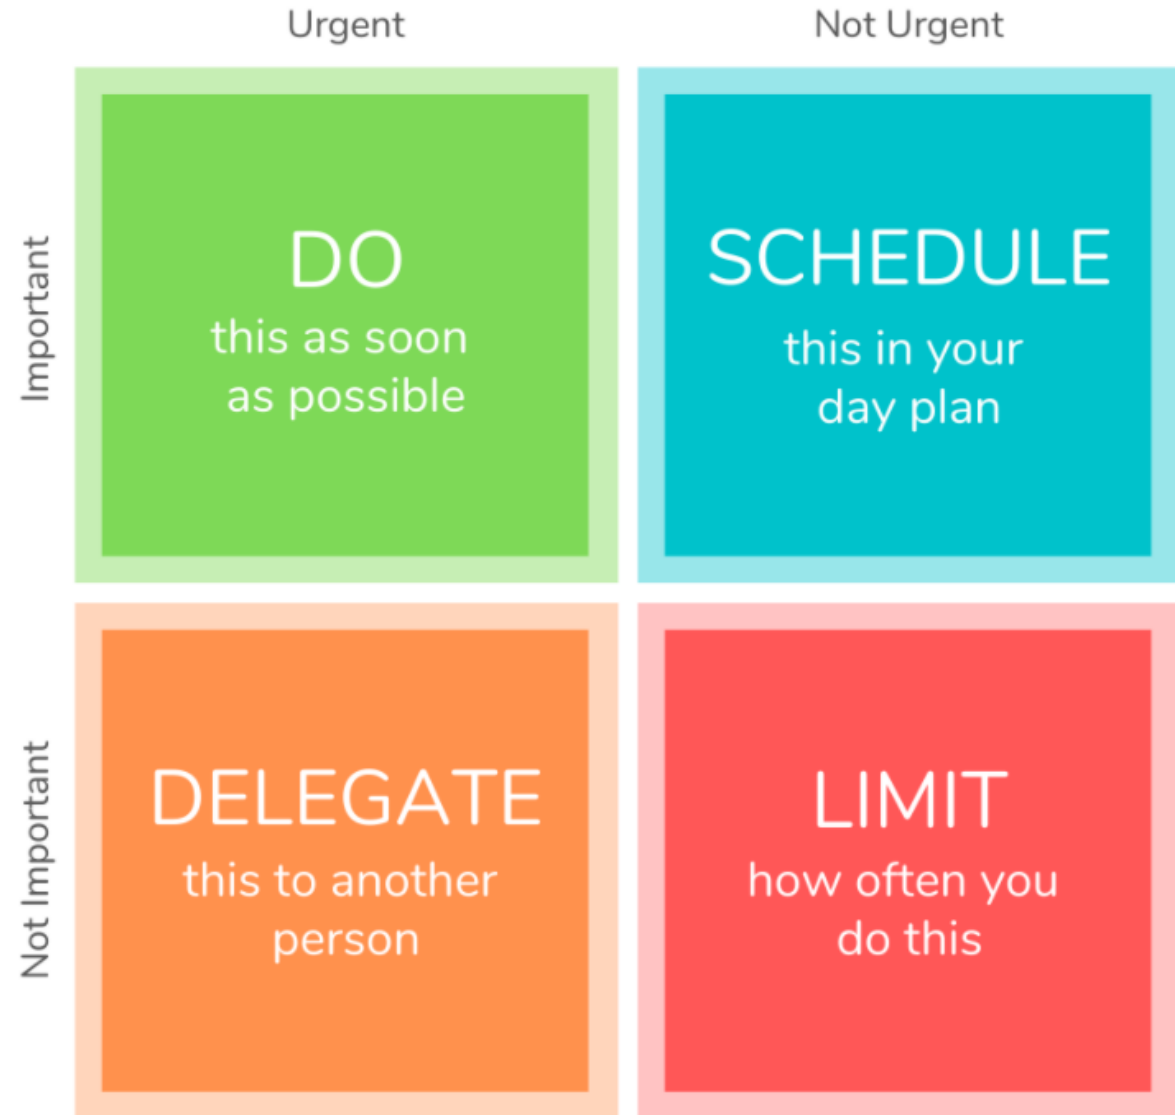 Urgent
Not Urgent
Important
DO
this as soon
as possible
SCHEDULE
this in your
day plan
Not Important
DELEGATE
this to another
person
LIMIT
how often you
do this